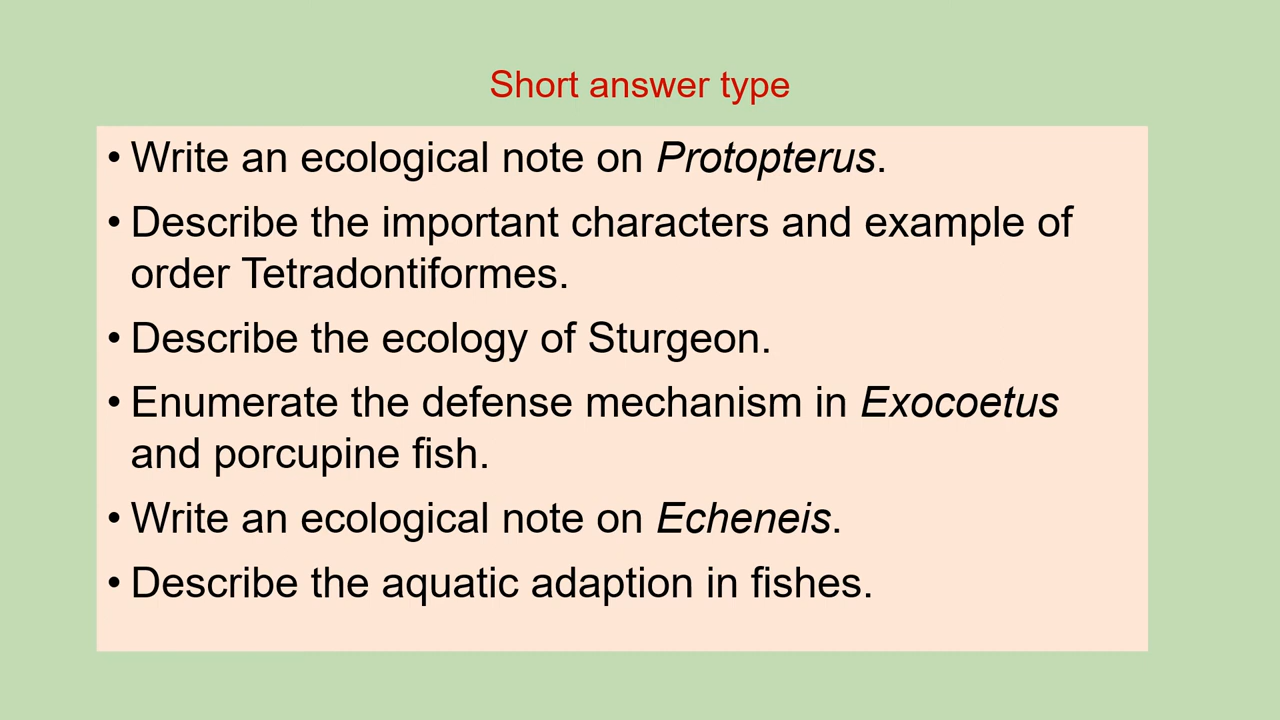 Short answer type
• Write an ecological note on Protopterus.
• Describe the important characters and example of
order Tetradontiformes.
• Describe the ecology of Sturgeon.
• Enumerate the defense mechanism in Exocoetus
and porcupine fish.
• Write an ecological note on Echeneis.
• Describe the aquatic adaption in fishes.